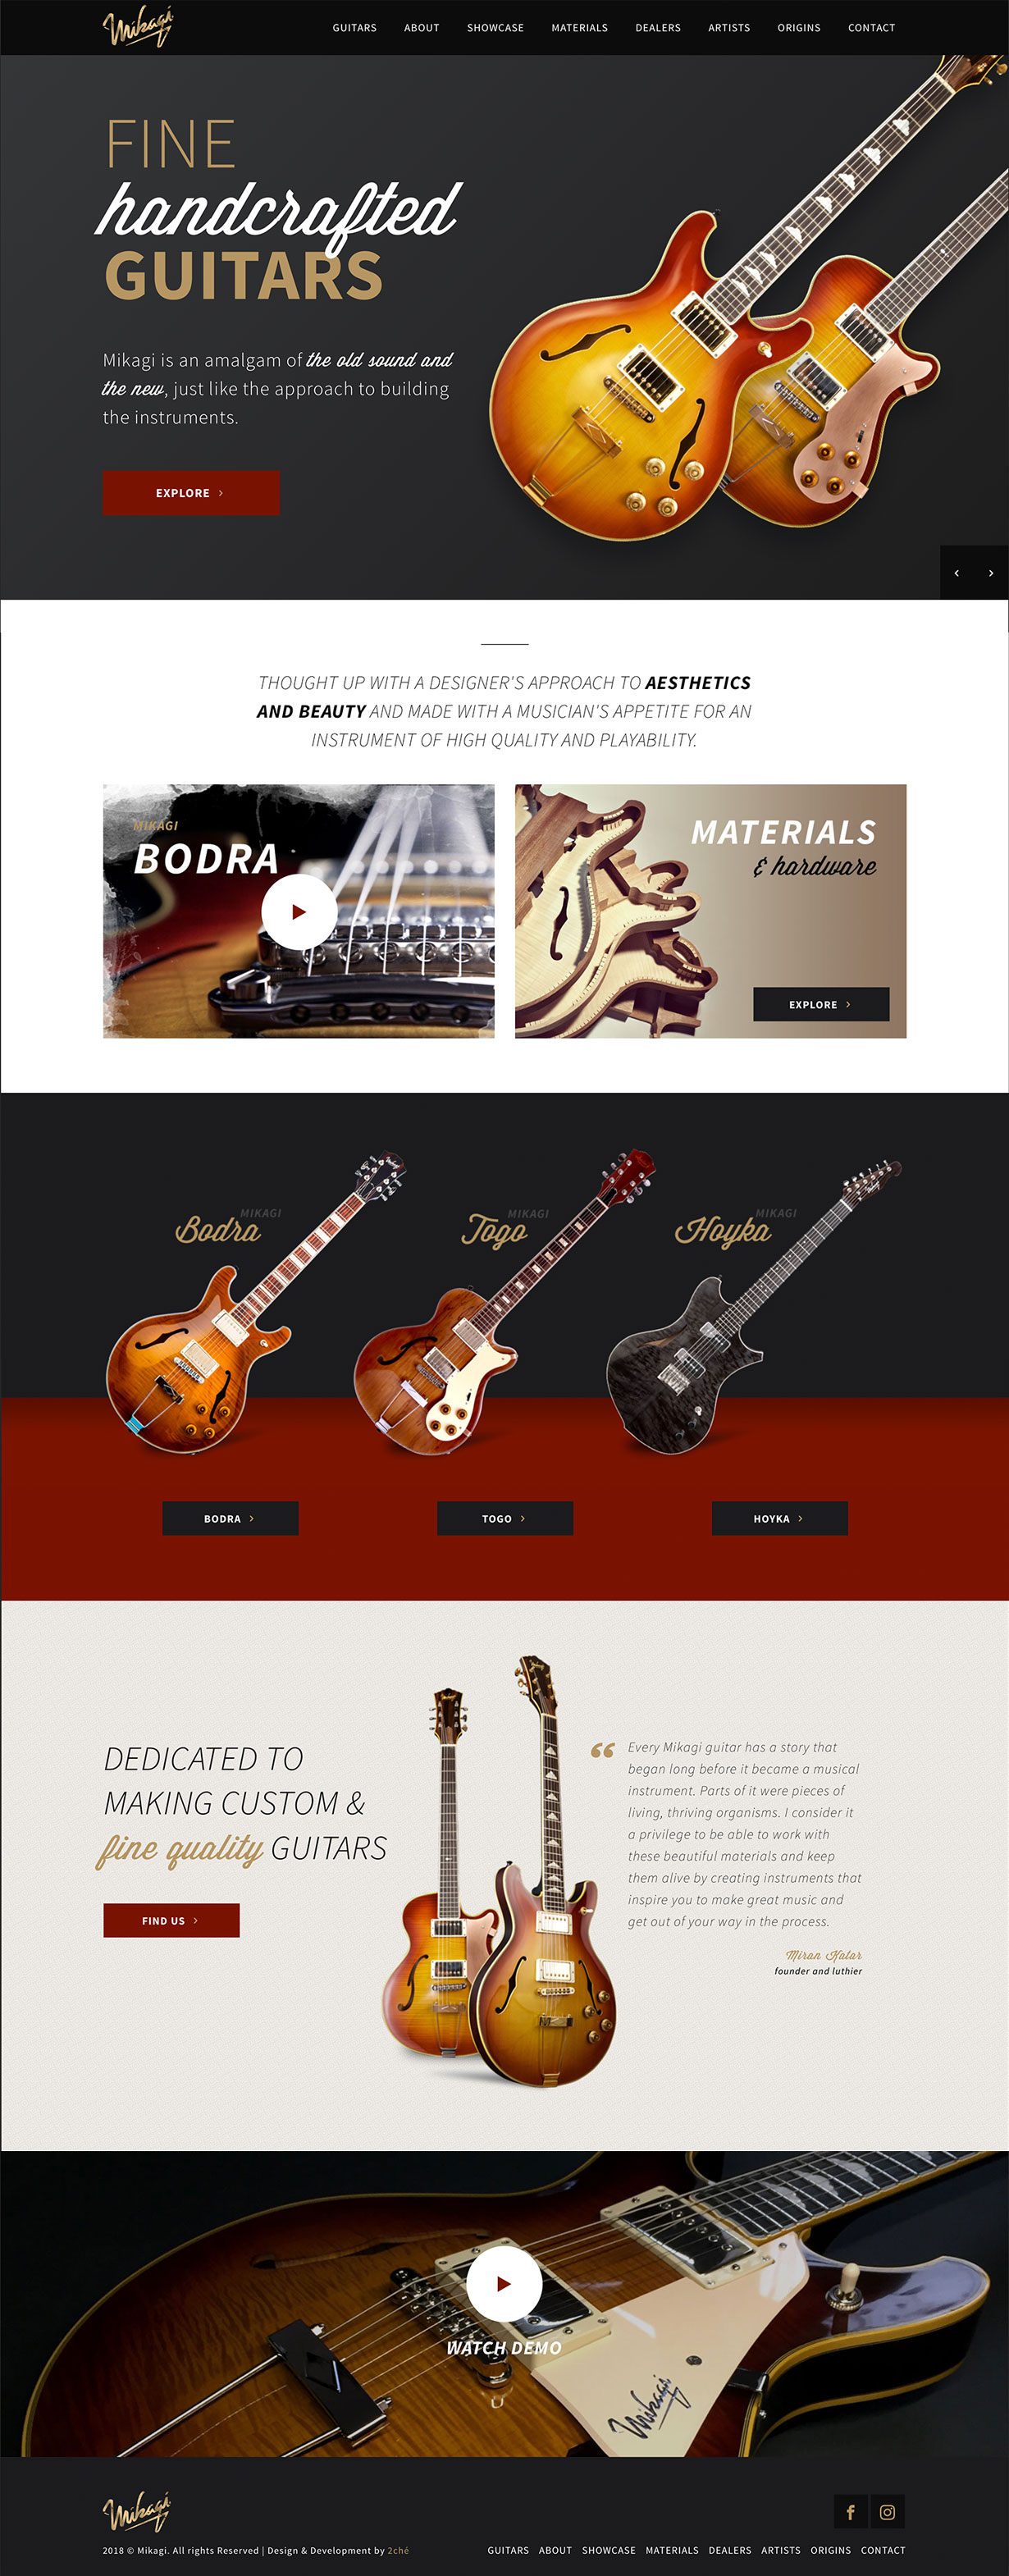 Mikagi
GUITARS ABOUT SHOWCASE MATERIALS DEALERS ARTISTS ORIGINS CONTACT
FINE
handcrafted
GUITARS
Mikagi is an amalgam of the old sound and
the new, just like the approach to building
the instruments.
EXPLORE
THOUGHT UP WITH A DESIGNER'S APPROACH TO AESTHETICS
AND BEAUTY AND MADE WITH A MUSICIAN'S APPETITE FOR AN
INSTRUMENT OF HIGH QUALITY AND PLAYABILITY.
MIKAGI
BODRA
MATERIALS
& hardware
EXPLORE
MIKAGI
Bodra
MIKAGI
Togo
MIKAGI
Hoyka
BODRA
TOGO
HOYKA
DEDICATED TO
MAKING CUSTOM &
fine quality GUITARS
FIND US
“
Every Mikagi guitar has a story that
began long before it became a musical
instrument. Parts of it were pieces of
living, thriving organisms. I consider it
a privilege to be able to work with
these beautiful materials and keep
them alive by creating instruments that
inspire you to make great music and
get out of your way in the process.
Miran Kolar
founder and luthier
WATCH DEMO
Mikagi
Mikagi
2018 © Mikagi. All rights Reserved | Design & Development by 2ché
GUITARS ABOUT SHOWCASE MATERIALS DEALERS ARTISTS ORIGINS CONTACT